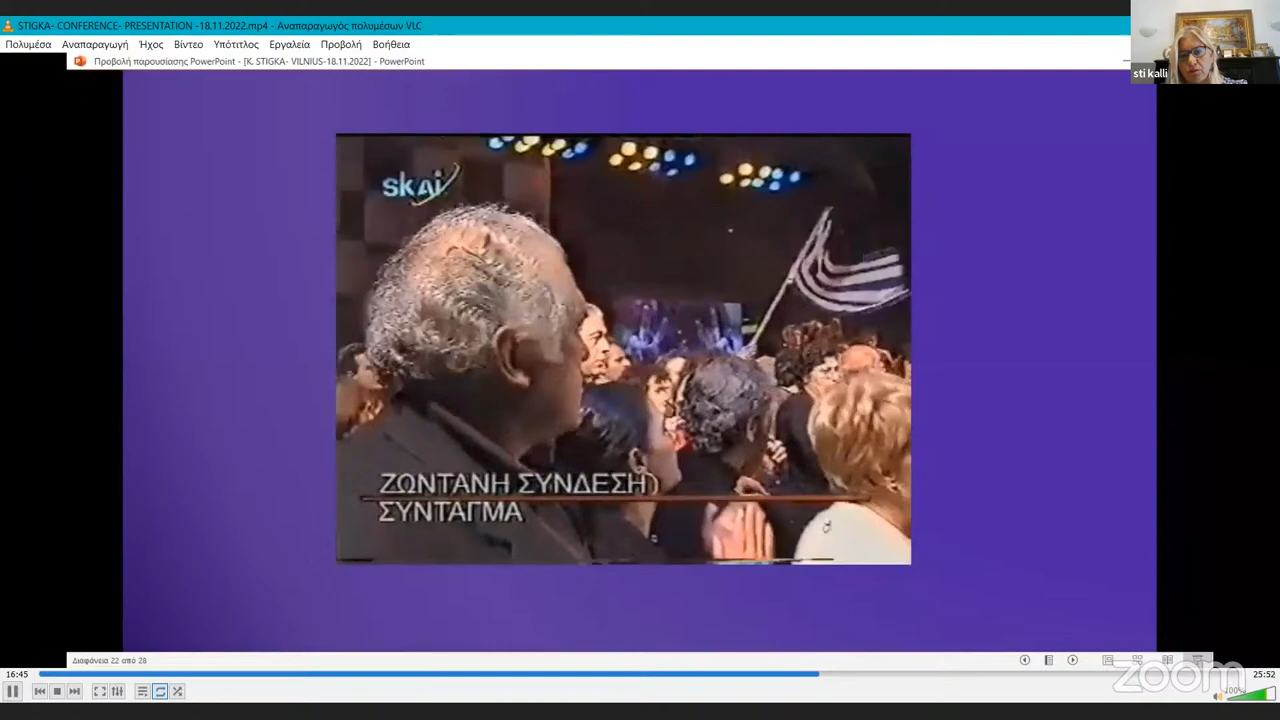 STIGKA- CONFERENCE- PRESENTATION -18.11.2022.mp4 - Αναπαραγωγός πολυμέσων VLC
Πολυμέσα Αναπαραγωγή Ήχος Βίντεο Υπότιτλος Εργαλεία Προβολή Βοήθεια
Προβολή παρουσίασης PowerPoint - [K. STIGKA- VILNIUS-18.11.2022] - PowerPoint
sti kalli
SKAI
ΖΩΝΤΑΝΗ ΣΥΝΔΕΣΗ
ΣΥΝΤΑΓΜΑ
Διαφάνεια 22 από 28
16:45
25:52
zoom
100%